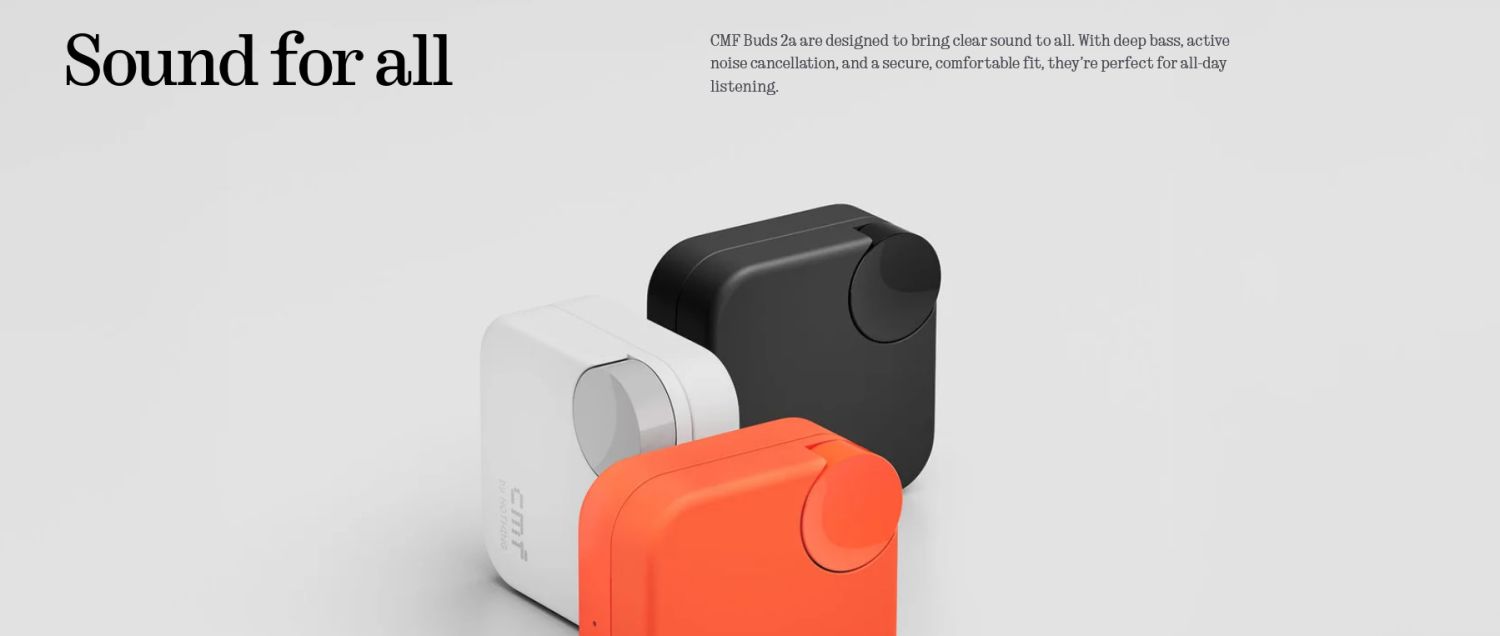 Sound for all
CMF Buds 2a are designed to bring clear sound to all. With deep bass, active
noise cancellation, and a secure, comfortable fit, they’re perfect for all-day
listening.
cmf
by NOTHING